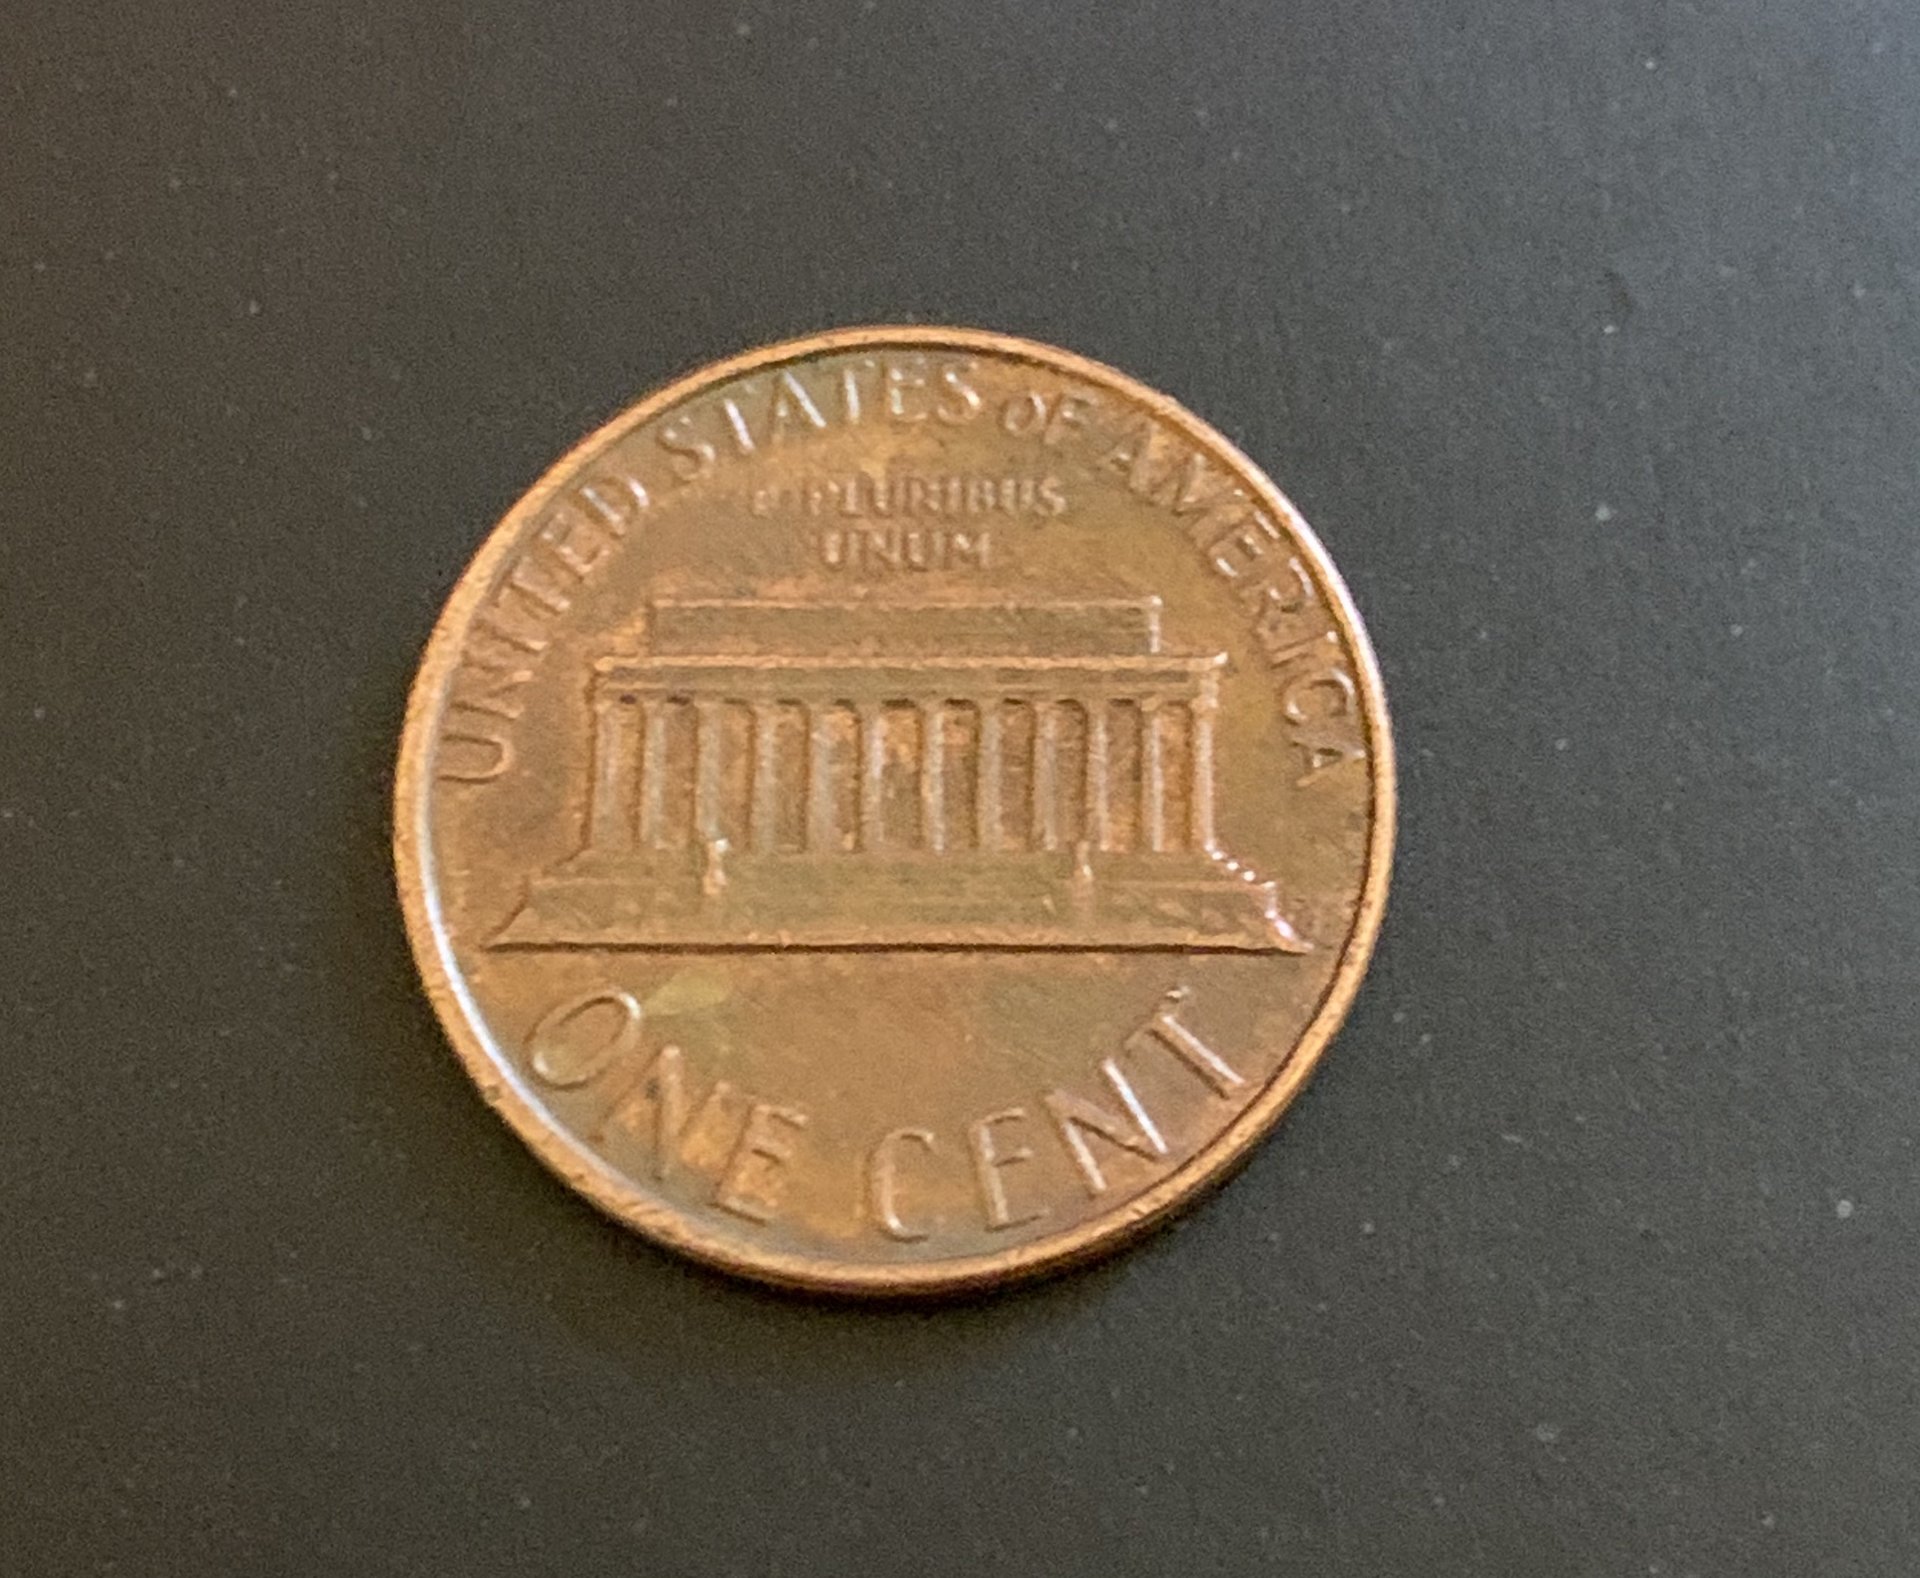 UNITED STATES OF AMERICA
E PLURIBUS
UNUM
ONE CENT